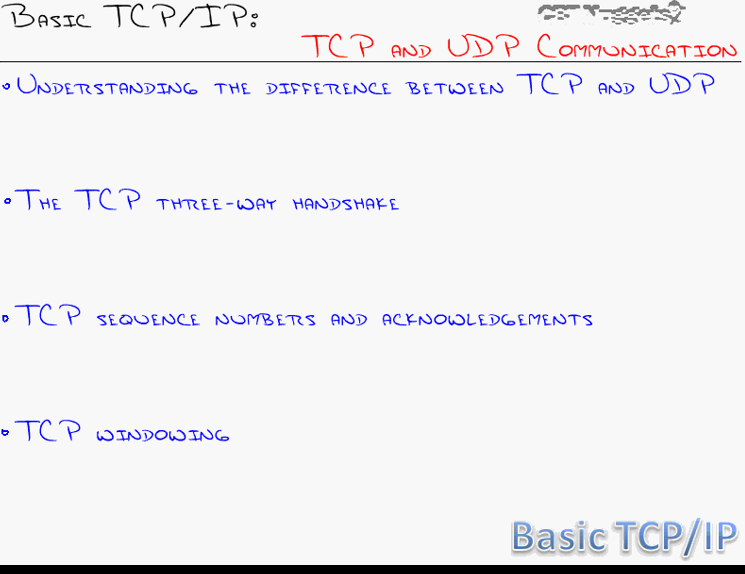 BASIC TCP/IP:
TCP AND UDP COMMUNICATION
• UNDERSTANDING THE DIFFERENCE BETWEEN TCP AND UDP
• THE TCP THREE-WAY HANDSHAKE
• TCP SEQUENCE NUMBERS AND ACKNOWLEDGEMENTS
• TCP WINDOWING
Basic TCP/IP